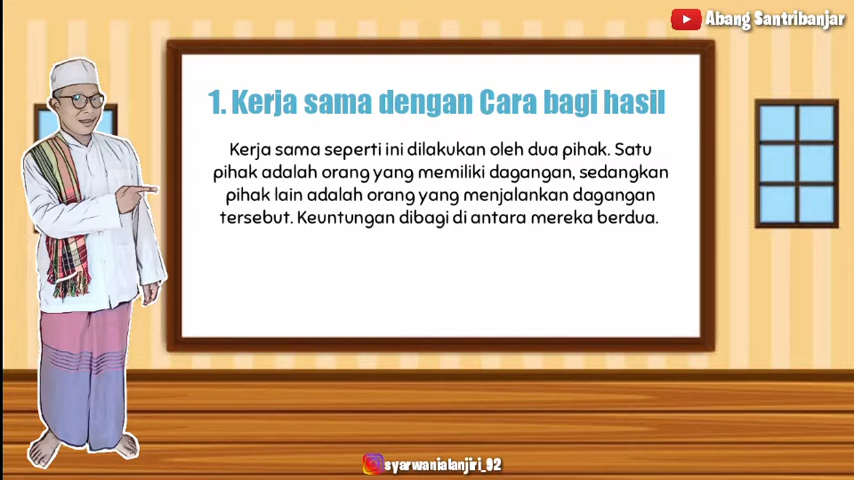 Abang Santribanjar
1. Kerja sama dengan Cara bagi hasil
Kerja sama seperti ini dilakukan oleh dua pihak. Satu
pihak adalah orang yang memiliki dagangan, sedangkan
pihak lain adalah orang yang menjalankan dagangan
tersebut. Keuntungan dibagi di antara mereka berdua.
syarwanialanjiri_92